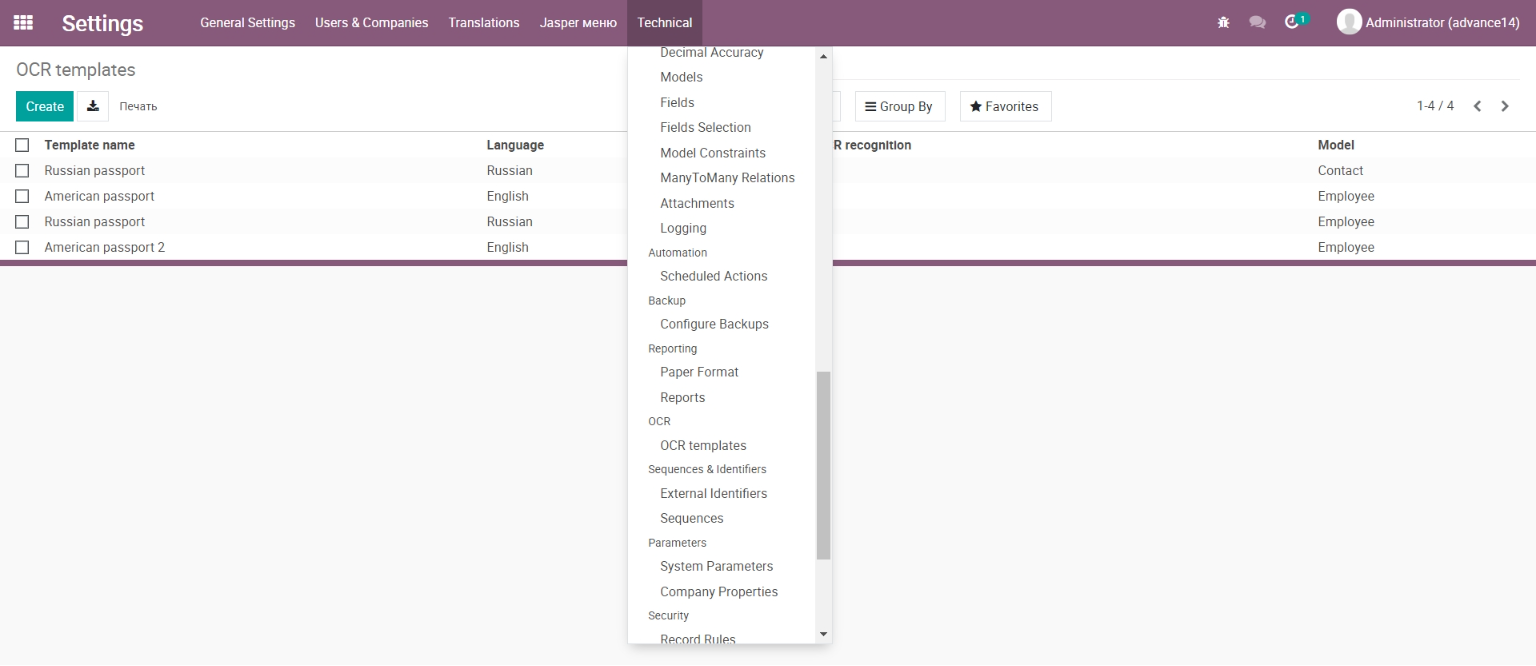 Settings
General Settings Users & Companies Translations Jasper меню Technical
1 Administrator (advance14)
OCR templates
Create Печать
Group By Favorites 1-4 / 4
Template name Language R recognition Model
Russian passport Russian Contact
American passport English Employee
Russian passport Russian Employee
American passport 2 English Employee
Decimal Accuracy
Models
Fields
Fields Selection
Model Constraints
ManyToMany Relations
Attachments
Logging
Automation
Scheduled Actions
Backup
Configure Backups
Reporting
Paper Format
Reports
OCR
OCR templates
Sequences & Identifiers
External Identifiers
Sequences
Parameters
System Parameters
Company Properties
Security
Record Rules